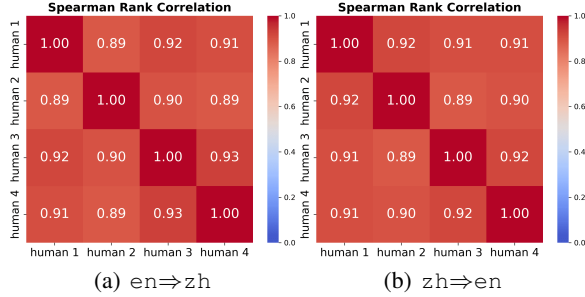 Spearman Rank Correlation
human 1 1.00 0.89 0.92 0.91
human 2 0.89 1.00 0.90 0.89
human 3 0.92 0.90 1.00 0.93
human 4 0.91 0.89 0.93 1.00
human 1 human 2 human 3 human 4
1.0
0.8
0.6
0.4
0.2
0.0
(a) en⇒zh
Spearman Rank Correlation
human 1 1.00 0.92 0.91 0.91
human 2 0.92 1.00 0.89 0.90
human 3 0.91 0.89 1.00 0.92
human 4 0.91 0.90 0.92 1.00
human 1 human 2 human 3 human 4
1.0
0.8
0.6
0.4
0.2
0.0
(b) zh⇒en